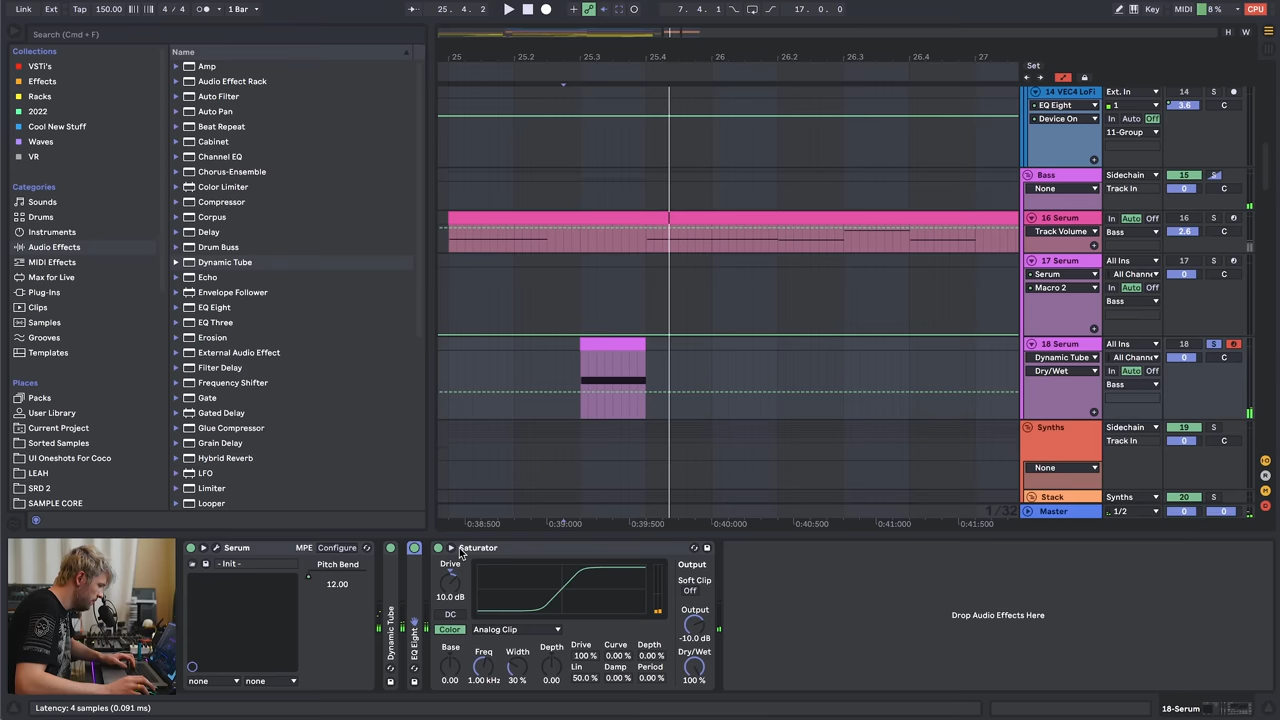 Link Ext Tap 150.00 4 / 4 1 Bar 25. 4. 2 7. 4. 1 17. 0. 0 Key MIDI 8 % CPU
Search (Cmd + F)
H W
Collections Name
VSTi's
Effects
Racks
2022
Cool New Stuff
Waves
VR
Categories
Sounds
Drums
Instruments
Audio Effects
MIDI Effects
Max for Live
Plug-Ins
Clips
Samples
Grooves
Templates
Places
Packs
User Library
Current Project
Sorted Samples
UI Oneshots For Coco
LEAH
SRD 2
SAMPLE CORE
Amp
Audio Effect Rack
Auto Filter
Auto Pan
Beat Repeat
Cabinet
Channel EQ
Chorus-Ensemble
Color Limiter
Compressor
Corpus
Delay
Drum Buss
Dynamic Tube
Echo
Envelope Follower
EQ Eight
EQ Three
Erosion
External Audio Effect
Filter Delay
Frequency Shifter
Gate
Gated Delay
Glue Compressor
Grain Delay
Hybrid Reverb
LFO
Limiter
Looper
25 25.2 25.3 25.4 26 26.2 26.3 26.4 27
Set
14 VEC4 LoFi Ext. In 14 S
EQ Eight 1 3.6 C
Device On In Auto Off
11-Group
Bass Sidechain 15 S
None Track In 0 C
16 Serum In Auto Off 16 S
Track Volume Bass 2.6 C
17 Serum All Ins 17 S
Serum All Channe 0 C
Macro 2 In Auto Off
Bass
18 Serum All Ins 18 S
Dynamic Tube All Channe 0 C
Dry/Wet In Auto Off
Bass
Synths Sidechain 19 S
Track In 0 C
None
Stack Synths 20 S
Master 1/2 0 0
1/32
0:38:500 0:39:000 0:39:500 0:40:000 0:40:500 0:41:000 0:41:500
Serum MPE Configure
- Init - Pitch Bend
12.00
none none
Dynamic Tube
EQ Eight
Saturator
Drive
10.0 dB
DC
Color Analog Clip
Base Freq Width Depth
0.00 1.00 kHz 30 % 0.00
Drive Curve Depth
100 % 0.00 % 0.00 %
Lin Damp Period
50.0 % 0.00 % 0.00 %
Output
Soft Clip
Off
Output
-10.0 dB
Dry/Wet
100 %
Drop Audio Effects Here
Latency: 4 samples (0.091 ms) 18-Serum